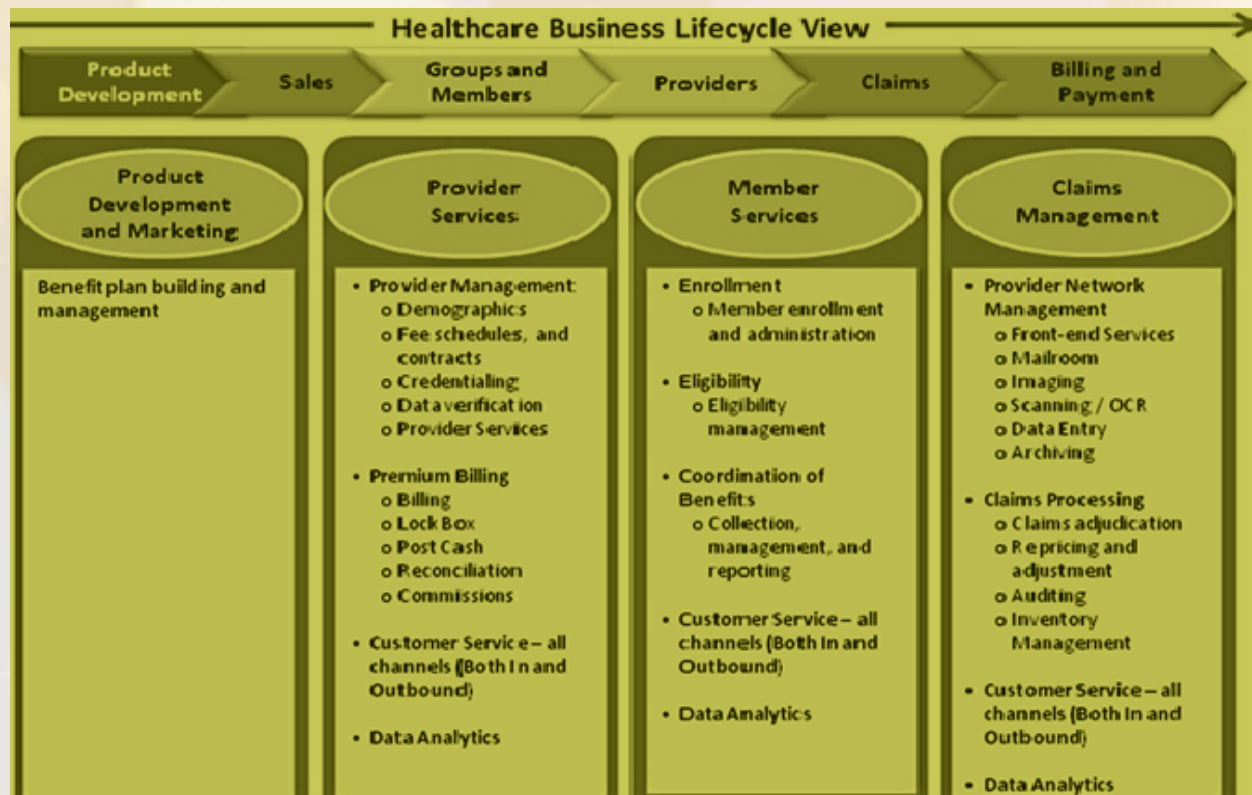 Healthcare Business Lifecycle View
Product
Development
Sales
Groups and
Members
Providers
Claims
Billing and
Payment
Product
Development
and Marketing
Benefit plan building and
management
Provider
Services
• Provider Management
o Demographics
o Fee schedules, and
contracts
o Credentialing
o Data verification
o Provider Services
• Premium Billing
o Billing
o Lock Box
o Post Cash
o Reconciliation
o Commissions
• Customer Service – all
channels (Both In and
Outbound)
• Data Analytics
Member
Services
• Enrollment
o Member enrollment
and administration
• Eligibility
o Eligibility
management
• Coordination of
Benefits
o Collection,
management, and
reporting
• Customer Service – all
channels (Both In and
Outbound)
• Data Analytics
Claims
Management
• Provider Network
Management
o Front-end Services
o Mailroom
o Imaging
o Scanning / OCR
o Data Entry
o Archiving
• Claims Processing
o Claims adjudication
o Repricing and
adjustment
o Auditing
o Inventory
Management
• Customer Service – all
channels (Both In and
Outbound)
• Data Analytics